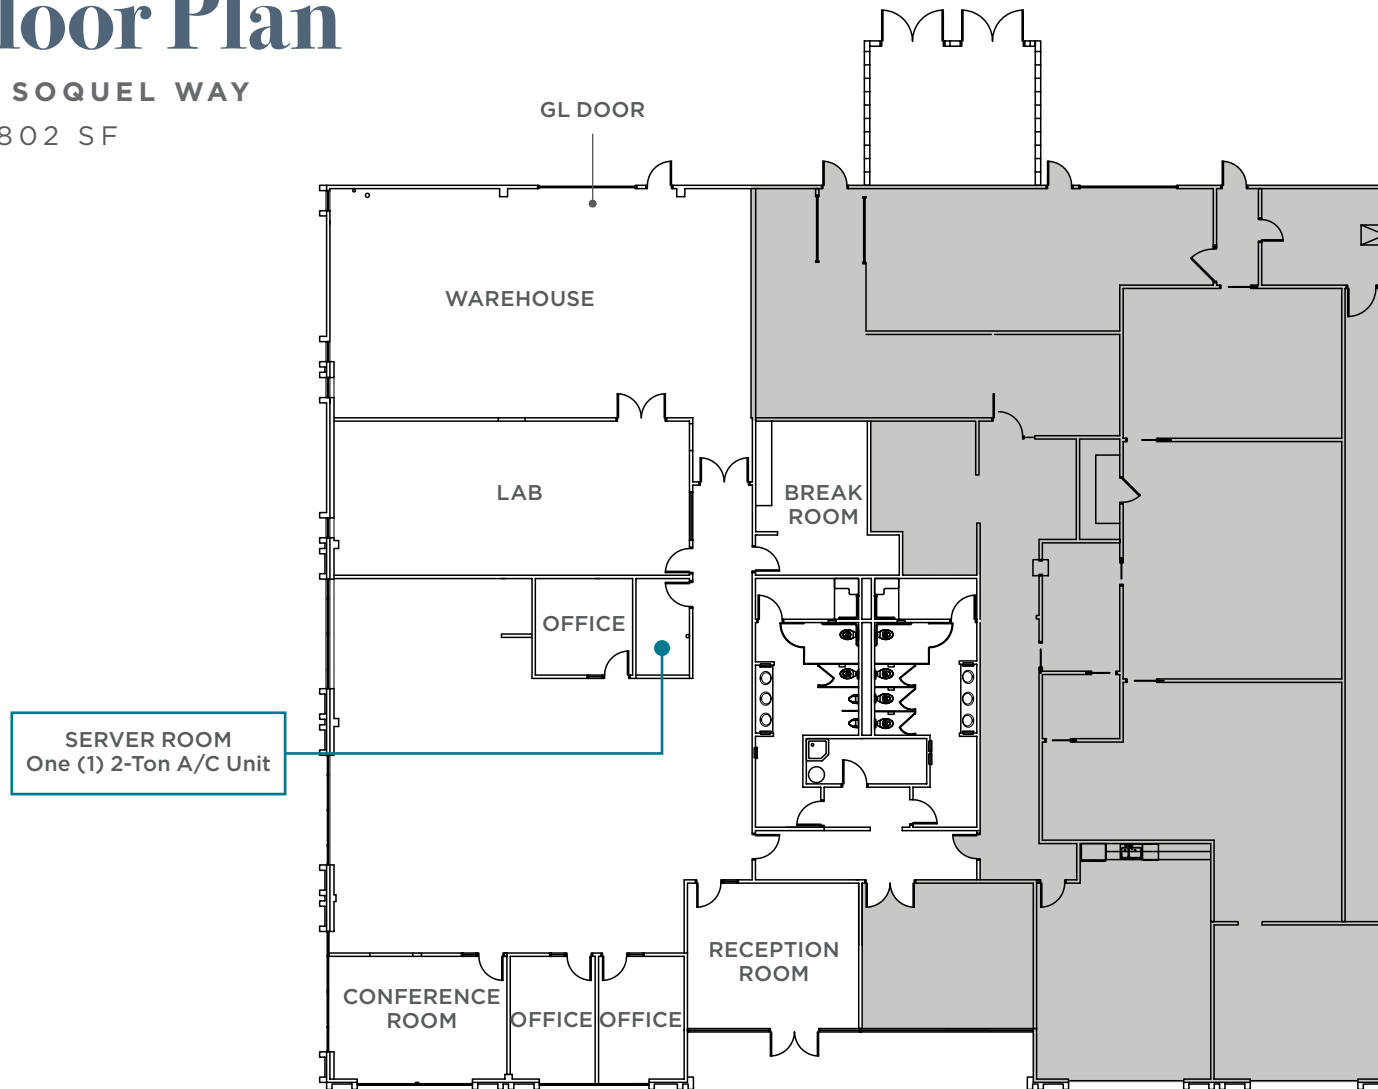 loor Plan
SOQUEL WAY
802 SF
GL DOOR
WAREHOUSE
LAB
BREAK
ROOM
OFFICE
SERVER ROOM
One (1) 2-Ton A/C Unit
RECEPTION
ROOM
CONFERENCE
ROOM
OFFICE
OFFICE